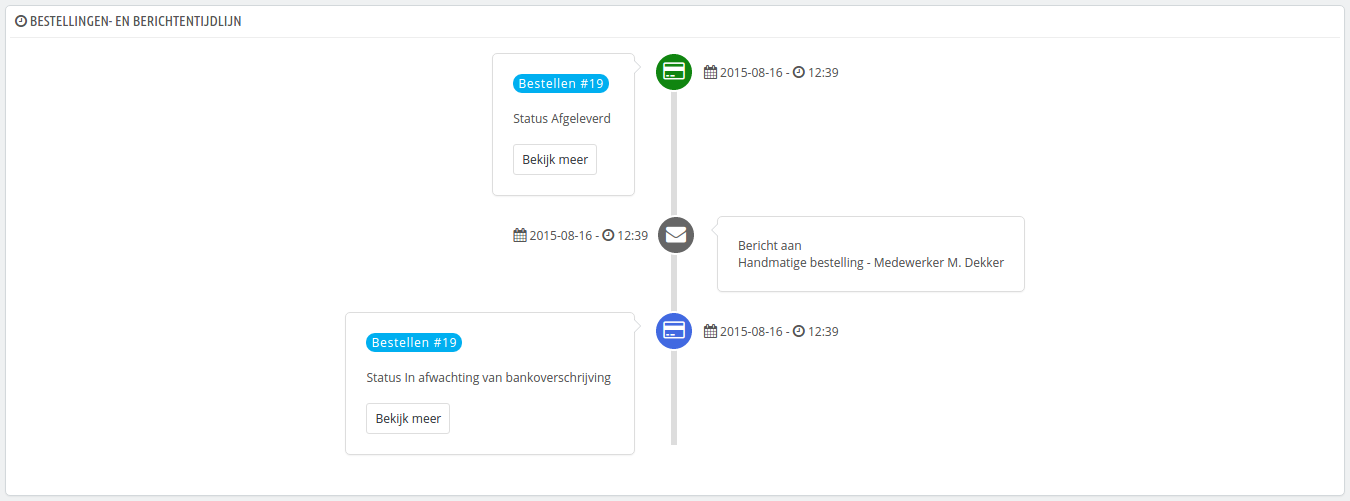 BESTELLINGEN- EN BERICHTENTIJDLIJN
Bestellen #19
Status Afgeleverd
Bekijk meer
2015-08-16 - 12:39
2015-08-16 - 12:39
Bericht aan
Handmatige bestelling - Medewerker M. Dekker
Bestellen #19
Status In afwachting van bankoverschrijving
Bekijk meer
2015-08-16 - 12:39